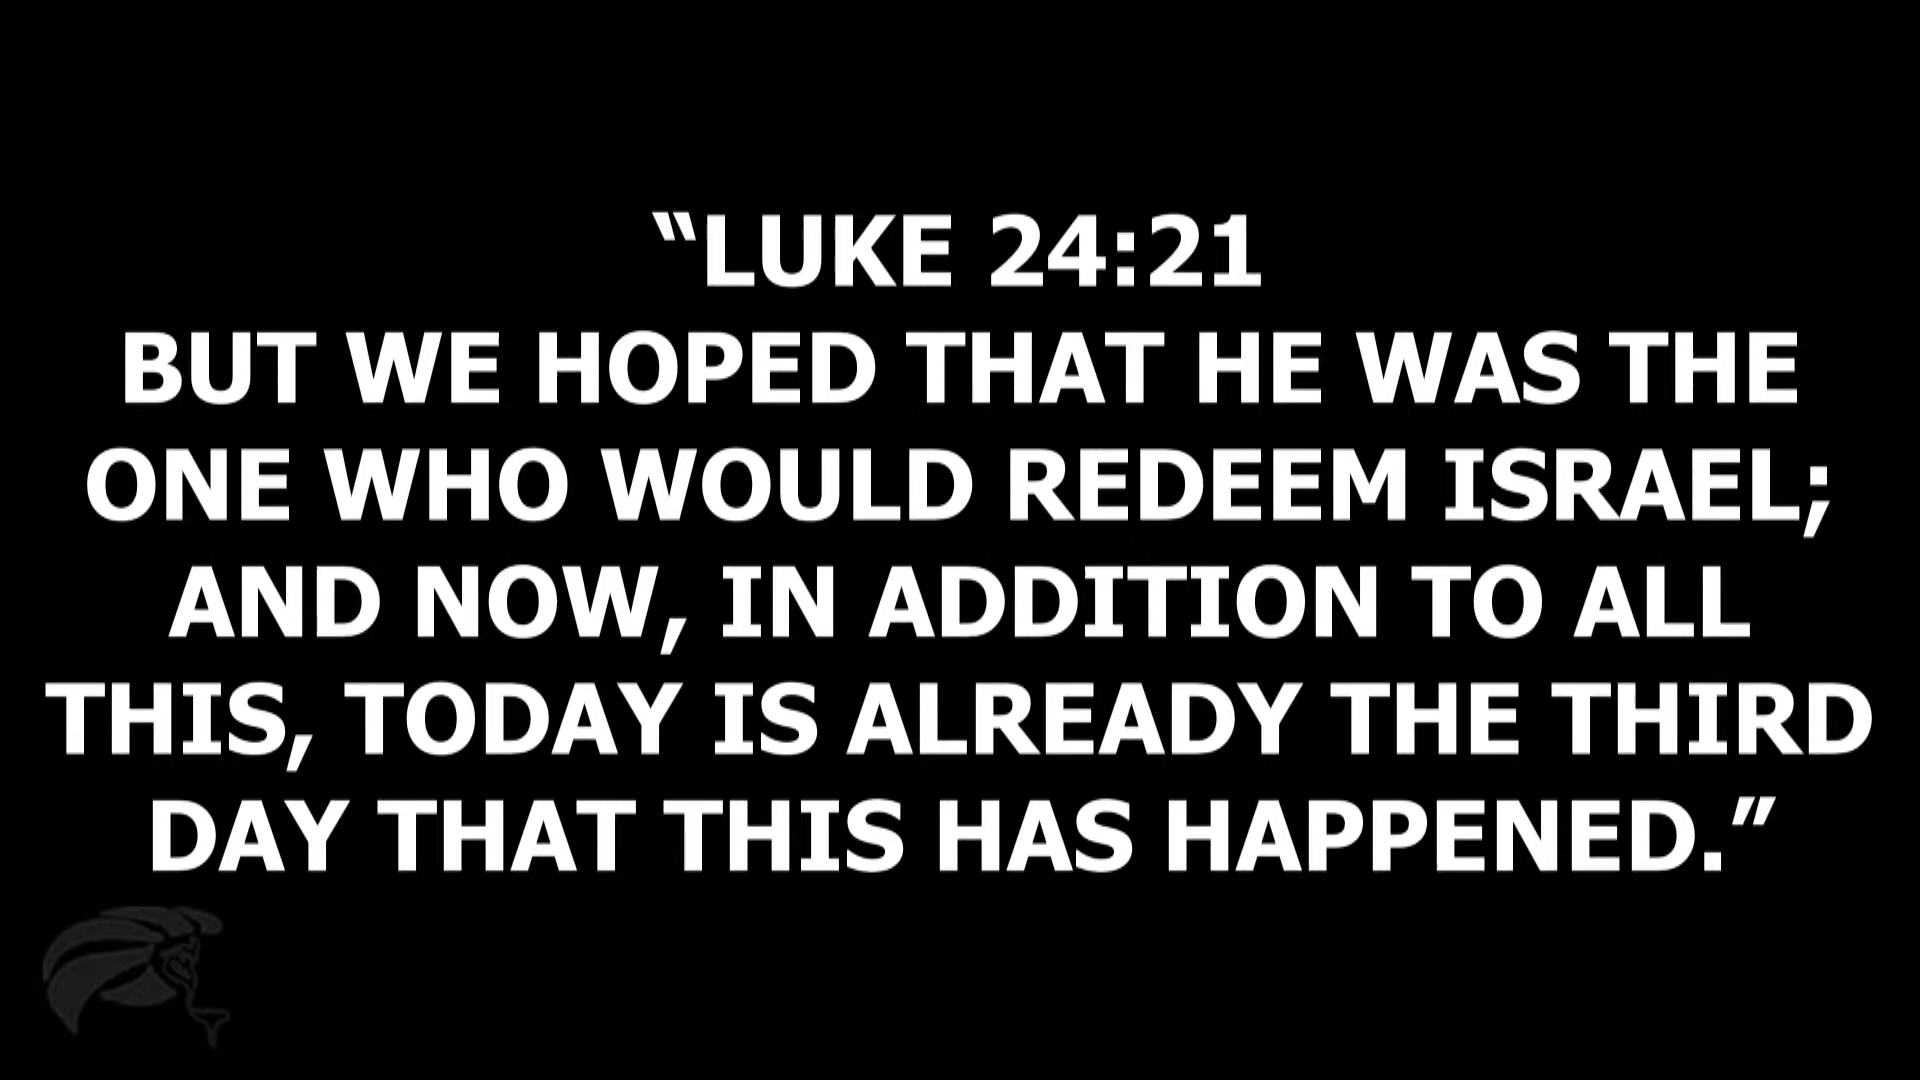 “LUKE 24:21
BUT WE HOPED THAT HE WAS THE
ONE WHO WOULD REDEEM ISRAEL;
AND NOW, IN ADDITION TO ALL
THIS, TODAY IS ALREADY THE THIRD
DAY THAT THIS HAS HAPPENED.”